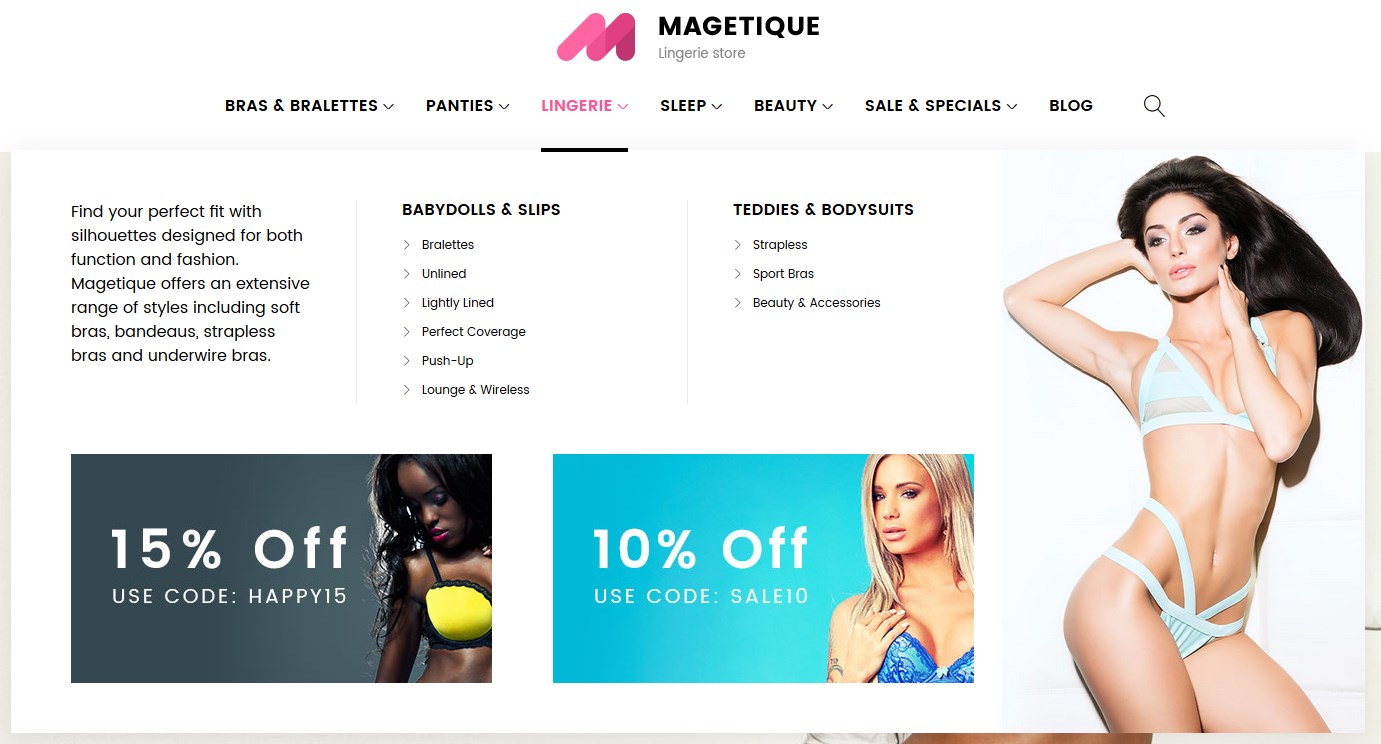 MAGETIQUE
Lingerie store
BRAS & BRALETTES PANTIES LINGERIE SLEEP BEAUTY SALE & SPECIALS BLOG
Find your perfect fit with
silhouettes designed for both
function and fashion.
Magetique offers an extensive
range of styles including soft
bras, bandeaus, strapless
bras and underwire bras.
BABYDOLLS & SLIPS
Bralettes
Unlined
Lightly Lined
Perfect Coverage
Push-Up
Lounge & Wireless
TEDDIES & BODYSUITS
Strapless
Sport Bras
Beauty & Accessories
15% Off
USE CODE: HAPPY15
10% Off
USE CODE: SALE10